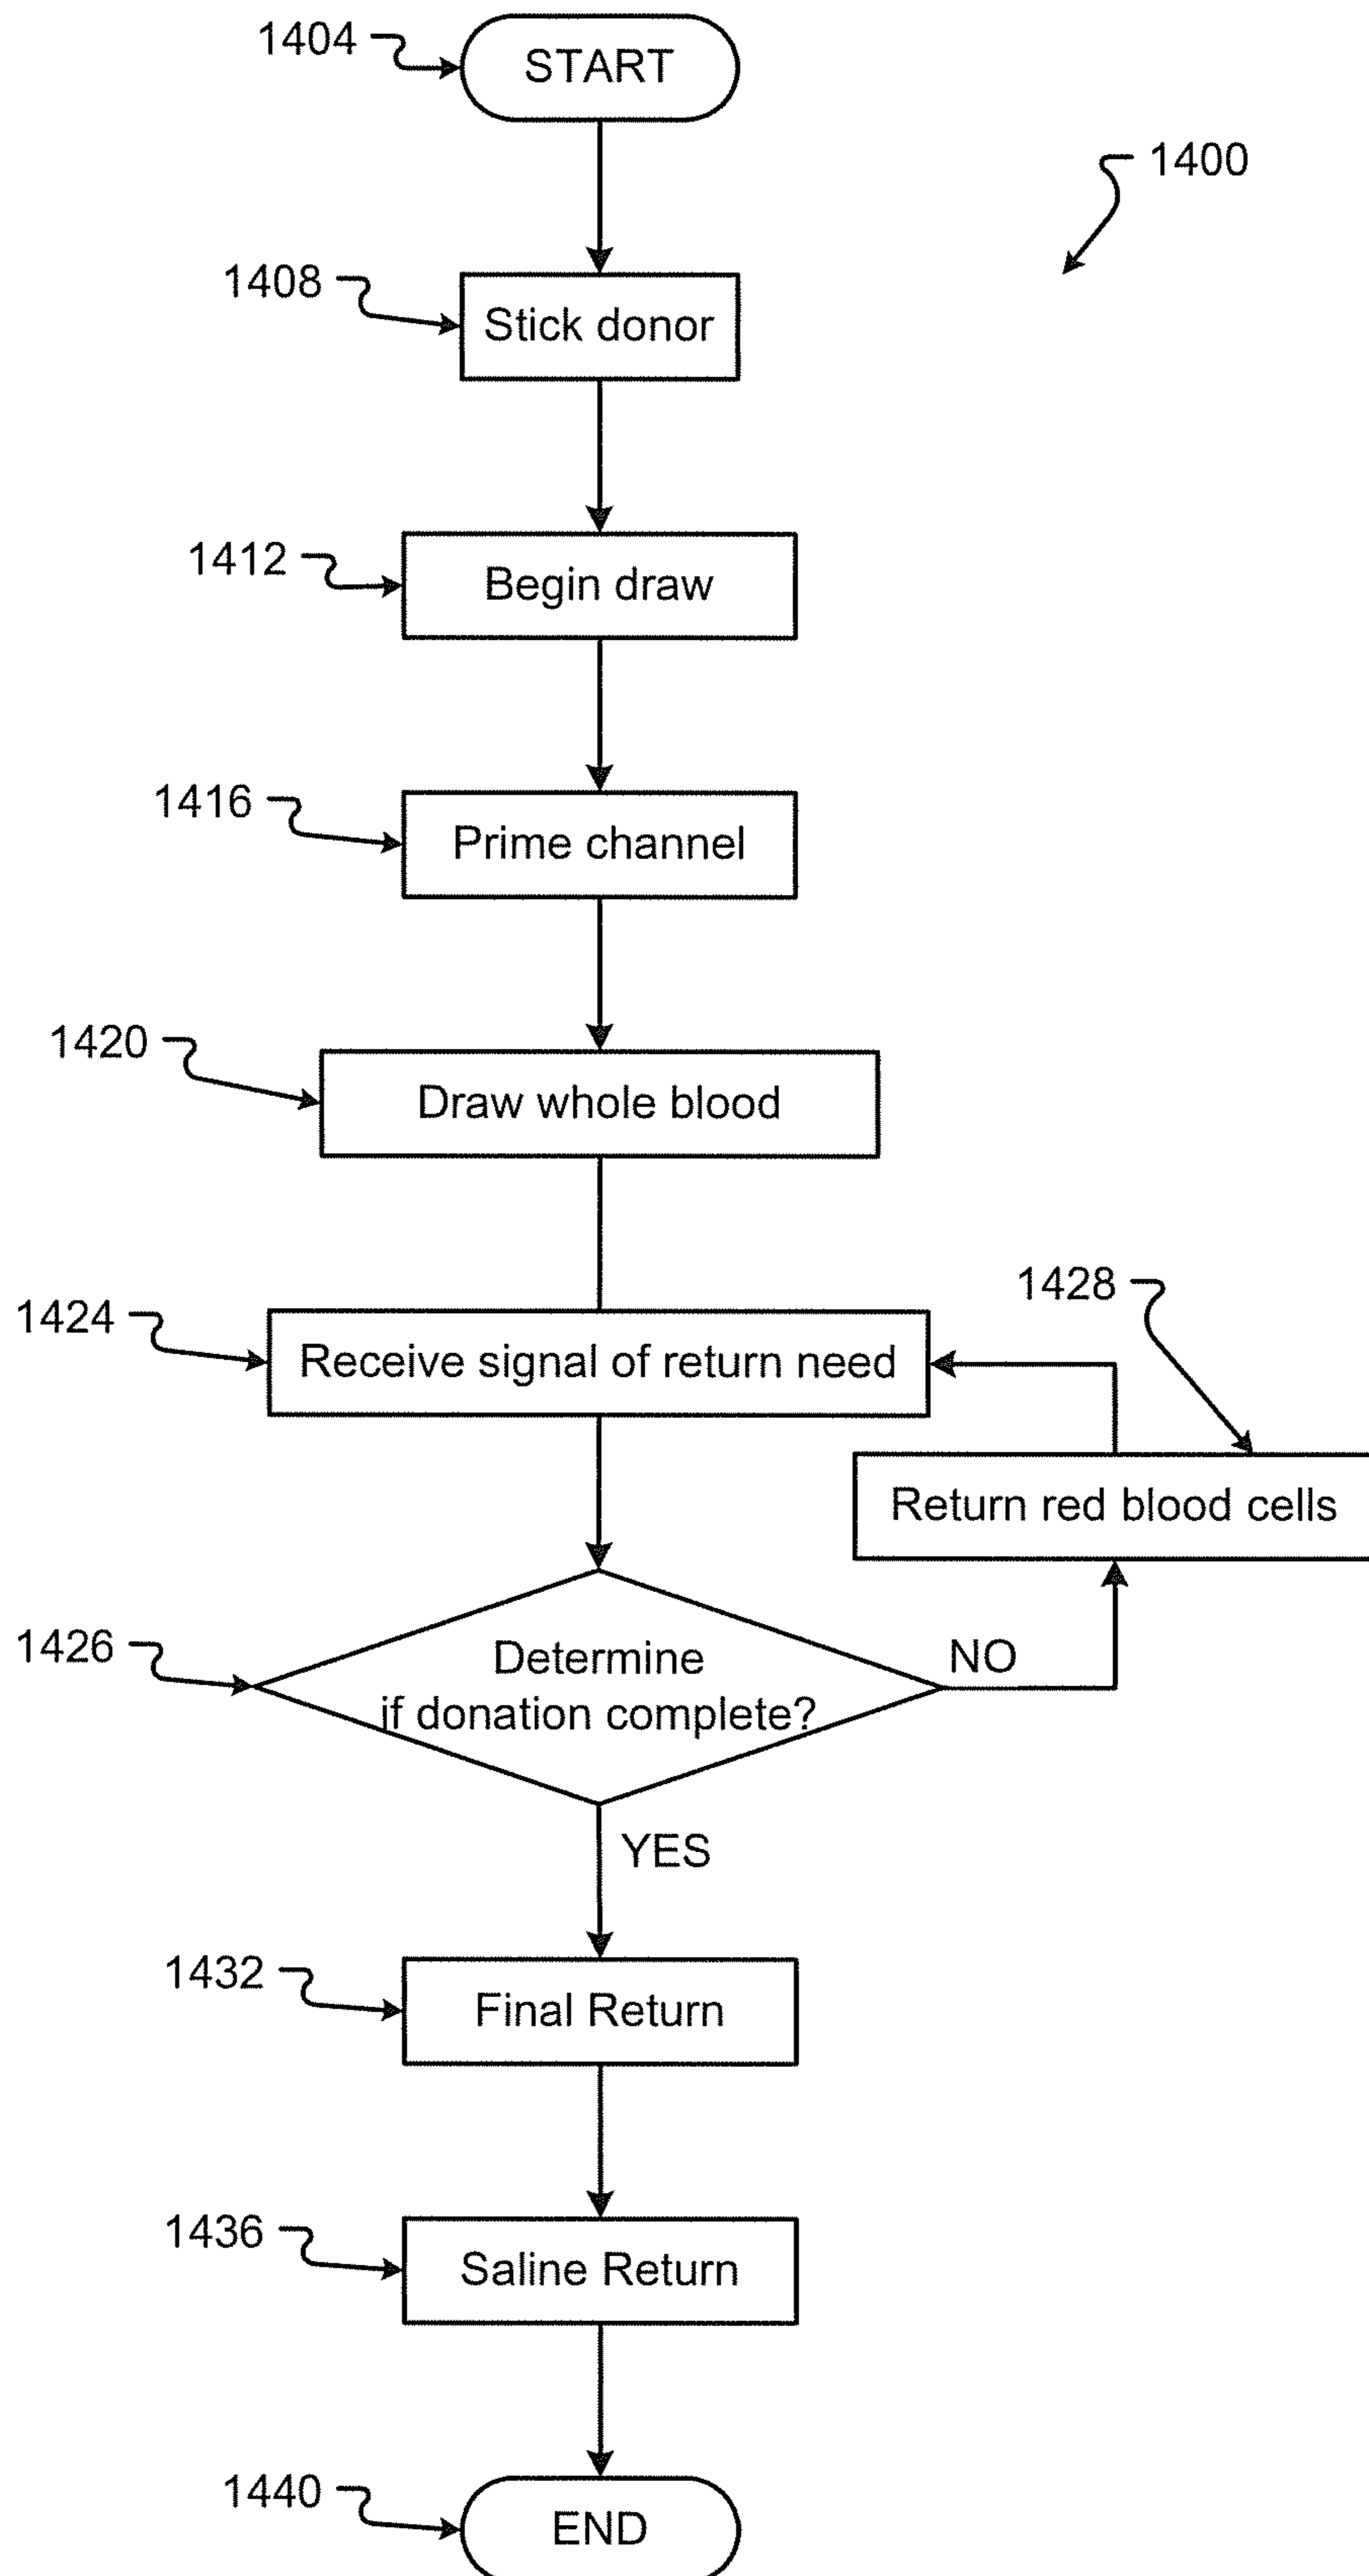 1404
START
1400
1408
Stick donor
1412
Begin draw
1416
Prime channel
1420
Draw whole blood
1424
Receive signal of return need
1428
Return red blood cells
1426
Determine
if donation complete?
NO
YES
1432
Final Return
1436
Saline Return
1440
END